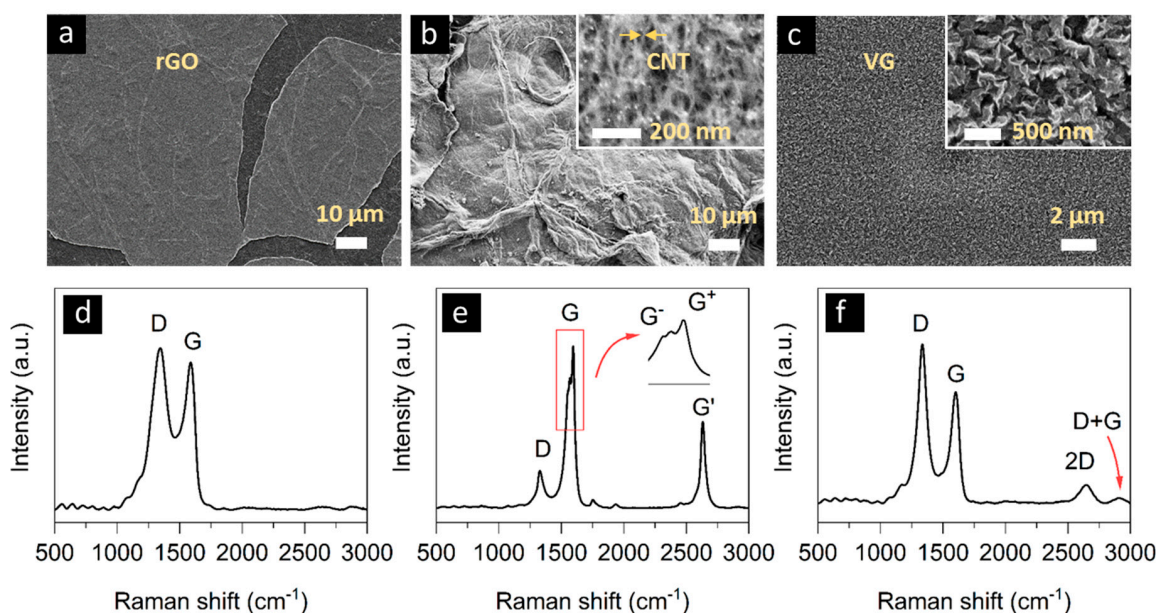 a
rGO
10 µm
b
CNT
200 nm
10 µm
c
VG
500 nm
2 µm
d
D
G
Intensity (a.u.)
500 1000 1500 2000 2500 3000
Raman shift (cm⁻¹)
e
G
G⁻
G⁺
D
G'
Intensity (a.u.)
500 1000 1500 2000 2500 3000
Raman shift (cm⁻¹)
f
D
G
D+G
2D
Intensity (a.u.)
500 1000 1500 2000 2500 3000
Raman shift (cm⁻¹)